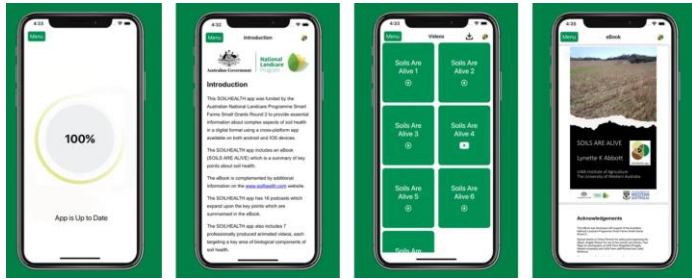 4:33
Menu
100%
App is Up to Date
4:33
Menu
Introduction
Australian Government
National
Landcare
Program
Introduction
This SOILHEALTH app was funded by the
Australian National Landcare Programme Smart
Farms Small Grants Round 2 to provide essential
information about complex aspects of soil health
in a digital format using a cross-platform app
available on both android and IOS devices.
The SOILHEALTH app includes an eBook
(SOILS ARE ALIVE) which is a summary of key
points about soil health.
The eBook is complemented by additional
information on the www.soilhealth.com website.
The SOILHEALTH app has 16 podcasts which
expand upon the key points which are
summarised in the eBook.
The SOILHEALTH app also includes 7
professionally produced animated videos, each
targeting a key area of biological components of
soil health.
4:33
Menu
Videos
Soils Are
Alive 1
Soils Are
Alive 2
Soils Are
Alive 3
Soils Are
Alive 4
Soils Are
Alive 5
Soils Are
Alive 6
Soils Are
4:35
Menu
eBook
SOILS ARE ALIVE
Lynette K Abbott
UWA Institute of Agriculture
The University of Western Australia
Acknowledgements